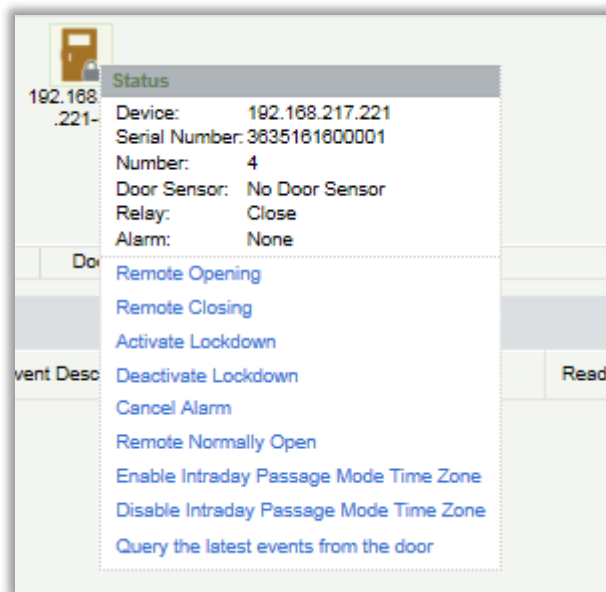 192.168.
.221-
Status
Device: 192.168.217.221
Serial Number: 3635161600001
Number: 4
Door Sensor: No Door Sensor
Relay: Close
Alarm: None
Remote Opening
Remote Closing
Activate Lockdown
Deactivate Lockdown
Cancel Alarm
Remote Normally Open
Enable Intraday Passage Mode Time Zone
Disable Intraday Passage Mode Time Zone
Query the latest events from the door
Doo
vent Desc
Read